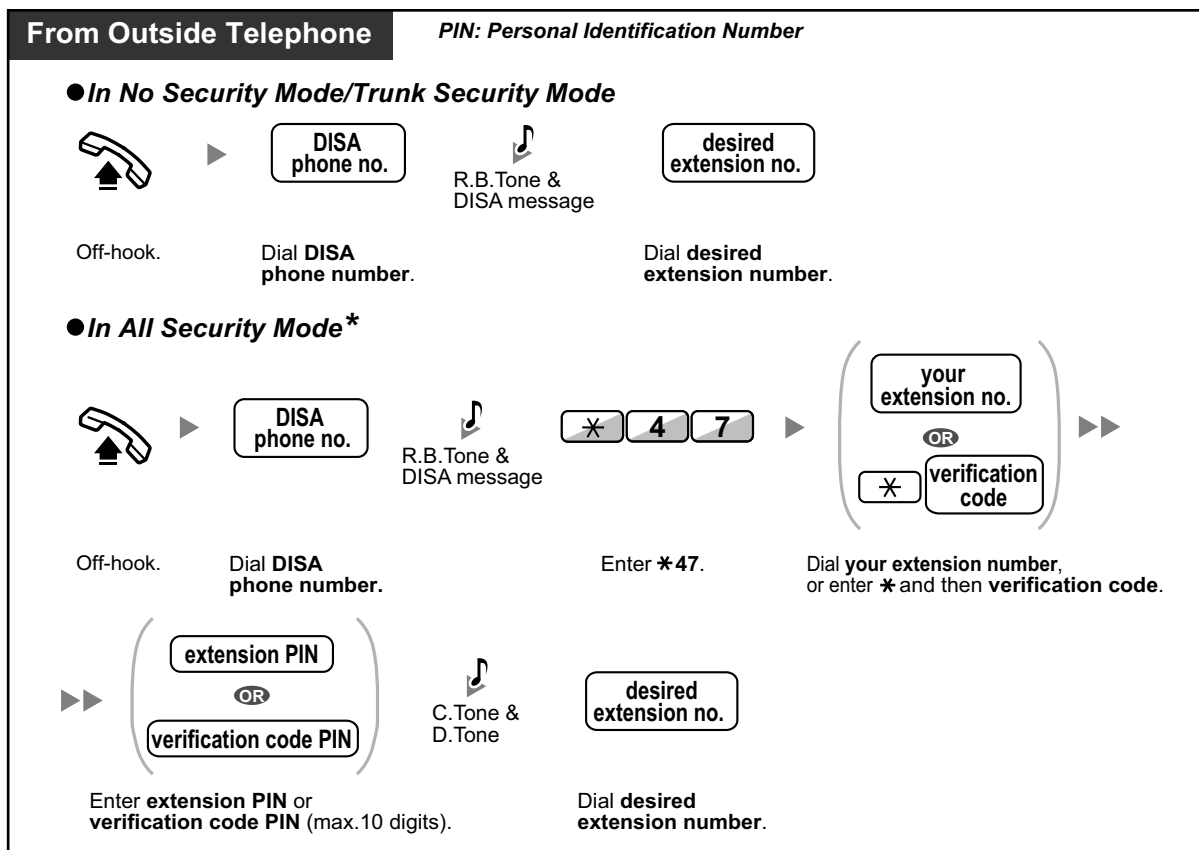 From Outside Telephone
PIN: Personal Identification Number
●In No Security Mode/Trunk Security Mode
DISA
phone no.
R.B.Tone &
DISA message
desired
extension no.
Off-hook.
Dial DISA
phone number.
Dial desired
extension number.
●In All Security Mode*
DISA
phone no.
R.B.Tone &
DISA message
* 4 7
your
extension no.
OR
* verification
code
Off-hook.
Dial DISA
phone number.
Enter *47.
Dial your extension number,
or enter * and then verification code.
extension PIN
OR
verification code PIN
C.Tone &
D.Tone
desired
extension no.
Enter extension PIN or
verification code PIN (max.10 digits).
Dial desired
extension number.